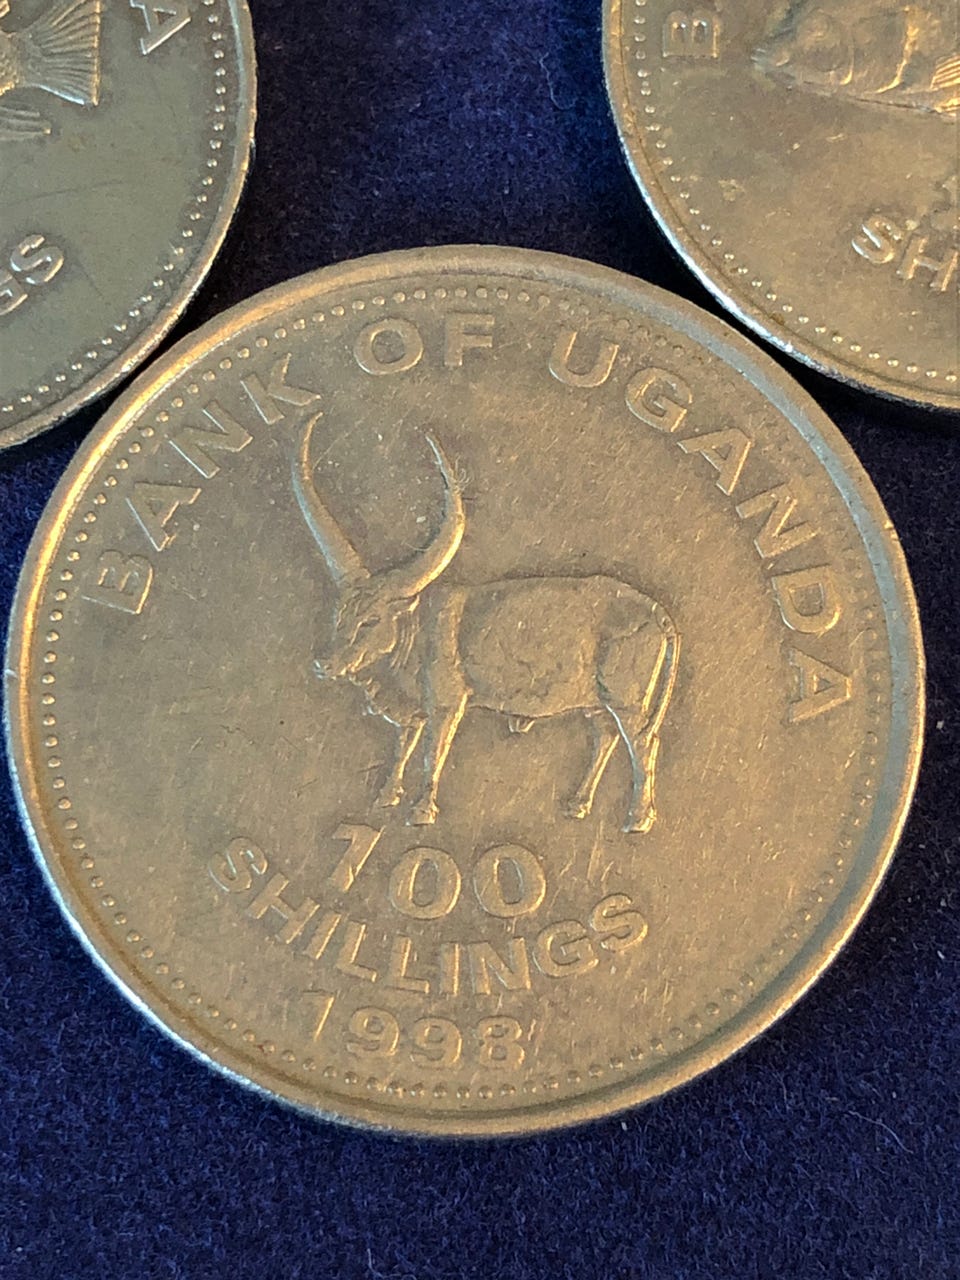 BANK OF UGANDA
100
SHILLINGS
1998